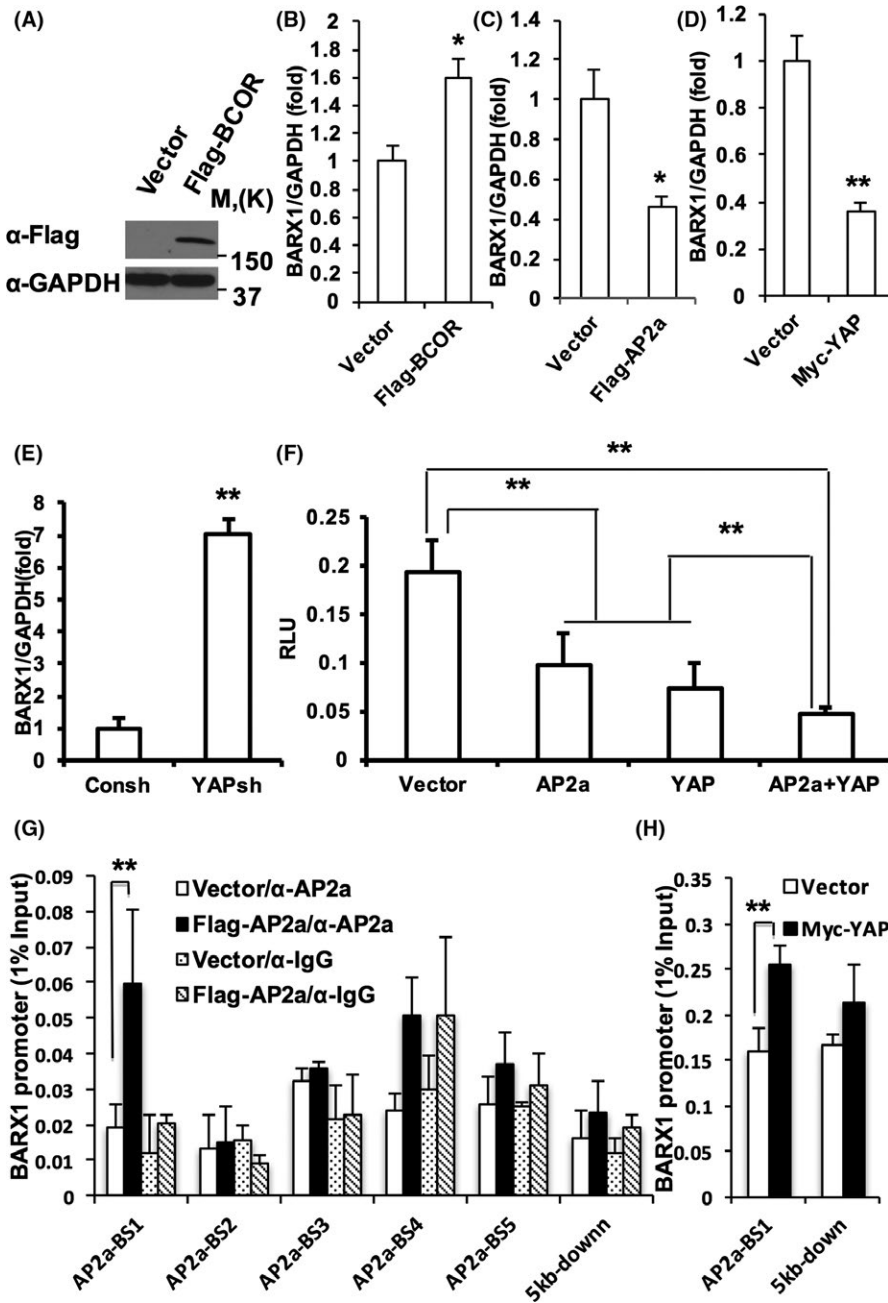 (A)
Vector
Flag-BCOR
M,(K)
α-Flag
150
α-GAPDH
37
(B)
BARX1/GAPDH (fold)
2
1.8
1.6
1.4
1.2
1
0.8
0.6
0.4
0.2
0
*
Vector
Flag-BCOR
(C)
BARX1/GAPDH (fold)
1.4
1.2
1
0.8
0.6
0.4
0.2
0
*
Vector
Flag-AP2a
(D)
BARX1/GAPDH (fold)
1.2
1
0.8
0.6
0.4
0.2
0
**
Vector
Myc-YAP
(E)
BARX1/GAPDH(fold)
8
7
6
5
4
3
2
1
0
**
Consh
YAPsh
(F)
RLU
0.25
0.2
0.15
0.1
0.05
0
**
**
**
Vector
AP2a
YAP
AP2a+YAP
(G)
BARX1 promoter (1% Input)
0.09
0.08
0.07
0.06
0.05
0.04
0.03
0.02
0.01
0
**
Vector/α-AP2a
Flag-AP2a/α-AP2a
Vector/α-IgG
Flag-AP2a/α-IgG
AP2a-BS1
AP2a-BS2
AP2a-BS3
AP2a-BS4
AP2a-BS5
5kb-downn
(H)
BARX1 promoter (1% Input)
0.35
0.3
0.25
0.2
0.15
0.1
0.05
0
**
Vector
Myc-YAP
AP2a-BS1
5kb-down